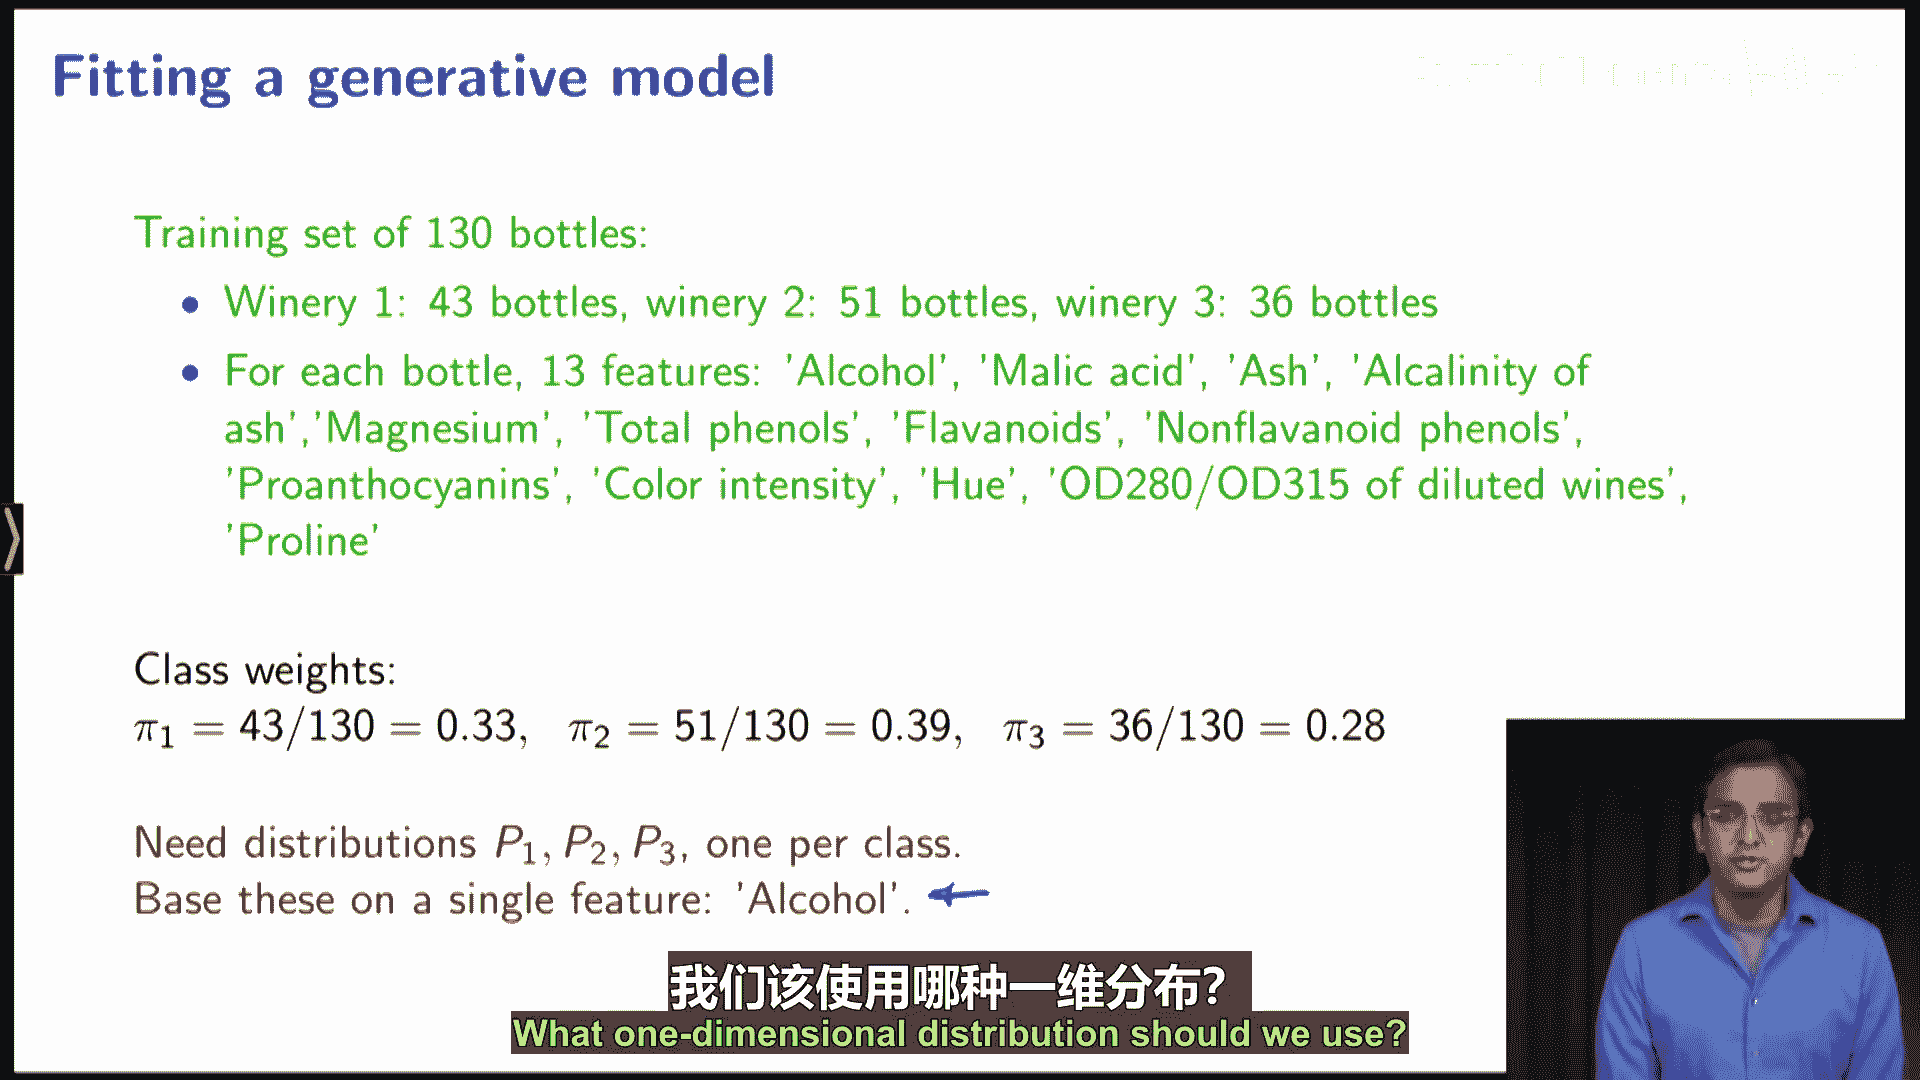 Fitting a generative model
Training set of 130 bottles:
• Winery 1: 43 bottles, winery 2: 51 bottles, winery 3: 36 bottles
• For each bottle, 13 features: 'Alcohol', 'Malic acid', 'Ash', 'Alcalinity of
ash','Magnesium', 'Total phenols', 'Flavanoids', 'Nonflavanoid phenols',
'Proanthocyanins', 'Color intensity', 'Hue', 'OD280/OD315 of diluted wines',
'Proline'
Class weights:
π₁ = 43/130 = 0.33, π₂ = 51/130 = 0.39, π₃ = 36/130 = 0.28
Need distributions P₁, P₂, P₃, one per class.
Base these on a single feature: 'Alcohol'.
我们该使用哪种一维分布?
What one-dimensional distribution should we use?